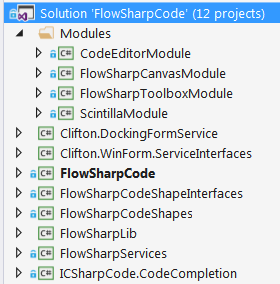 Solution 'FlowSharpCode' (12 projects)
Modules
C# CodeEditorModule
C# FlowSharpCanvasModule
C# FlowSharpToolboxModule
C# ScintillaModule
C# Clifton.DockingFormService
C# Clifton.WinForm.ServiceInterfaces
C# FlowSharpCode
C# FlowSharpCodeShapeInterfaces
C# FlowSharpCodeShapes
C# FlowSharpLib
C# FlowSharpServices
C# ICSharpCode.CodeCompletion